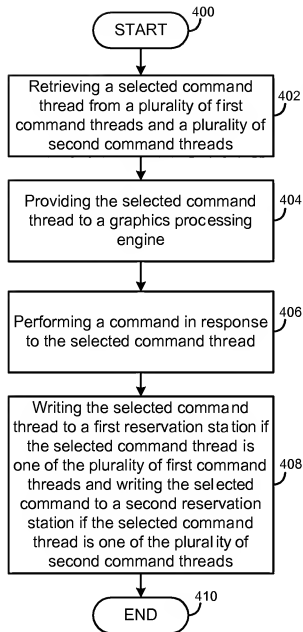 START
400
Retrieving a selected command
thread from a plurality of first
command threads and a plurality of
second command threads
402
Providing the selected command
thread to a graphics processing
engine
404
Performing a command in response
to the selected command thread
406
Writing the selected command
thread to a first reservation station if
the selected command thread is
one of the plurality of first command
threads and writing the selected
command to a second reservation
station if the selected command
thread is one of the plurality of
second command threads
408
END
410